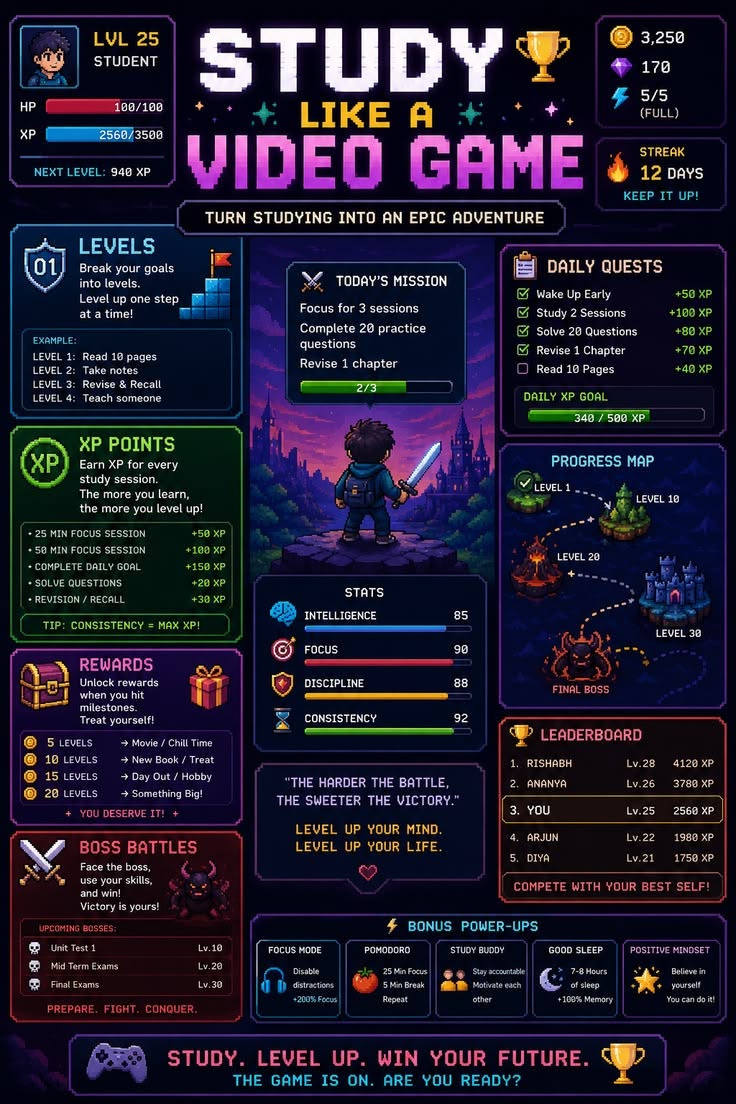 LVL 25
STUDENT
HP 100/100
XP 2560/3500
NEXT LEVEL: 940 XP
STUDY
LIKE A
VIDEO GAME
TURN STUDYING INTO AN EPIC ADVENTURE
3,250
170
5/5
(FULL)
STREAK
12 DAYS
KEEP IT UP!
01
LEVELS
Break your goals
into levels.
Level up one step
at a time!
EXAMPLE:
LEVEL 1: Read 10 pages
LEVEL 2: Take notes
LEVEL 3: Revise & Recall
LEVEL 4: Teach someone
XP
XP POINTS
Earn XP for every
study session.
The more you learn,
the more you level up!
• 25 MIN FOCUS SESSION +50 XP
• 50 MIN FOCUS SESSION +100 XP
• COMPLETE DAILY GOAL +150 XP
• SOLVE QUESTIONS +20 XP
• REVISION / RECALL +30 XP
TIP: CONSISTENCY = MAX XP!
REWARDS
Unlock rewards
when you hit
milestones.
Treat yourself!
5 LEVELS → Movie / Chill Time
10 LEVELS → New Book / Treat
15 LEVELS → Day Out / Hobby
20 LEVELS → Something Big!
+ YOU DESERVE IT! +
BOSS BATTLES
Face the boss,
use your skills,
and win!
Victory is yours!
UPCOMING BOSSES:
Unit Test 1 Lv.10
Mid Term Exams Lv.20
Final Exams Lv.30
PREPARE. FIGHT. CONQUER.
TODAY'S MISSION
Focus for 3 sessions
Complete 20 practice
questions
Revise 1 chapter
2/3
STATS
INTELLIGENCE 85
FOCUS 90
DISCIPLINE 88
CONSISTENCY 92
"THE HARDER THE BATTLE,
THE SWEETER THE VICTORY."
LEVEL UP YOUR MIND.
LEVEL UP YOUR LIFE.
DAILY QUESTS
Wake Up Early +50 XP
Study 2 Sessions +100 XP
Solve 20 Questions +80 XP
Revise 1 Chapter +70 XP
Read 10 Pages +40 XP
DAILY XP GOAL
340 / 500 XP
PROGRESS MAP
LEVEL 1
LEVEL 10
LEVEL 20
LEVEL 30
FINAL BOSS
LEADERBOARD
1. RISHABH Lv.28 4120 XP
2. ANANYA Lv.26 3780 XP
3. YOU Lv.25 2560 XP
4. ARJUN Lv.22 1980 XP
5. DIYA Lv.21 1750 XP
COMPETE WITH YOUR BEST SELF!
BONUS POWER-UPS
FOCUS MODE
Disable
distractions
+200% Focus
POMODORO
25 Min Focus
5 Min Break
Repeat
STUDY BUDDY
Stay accountable
Motivate each
other
GOOD SLEEP
7-8 Hours
of sleep
+100% Memory
POSITIVE MINDSET
Believe in
yourself
You can do it!
STUDY. LEVEL UP. WIN YOUR FUTURE.
THE GAME IS ON. ARE YOU READY?